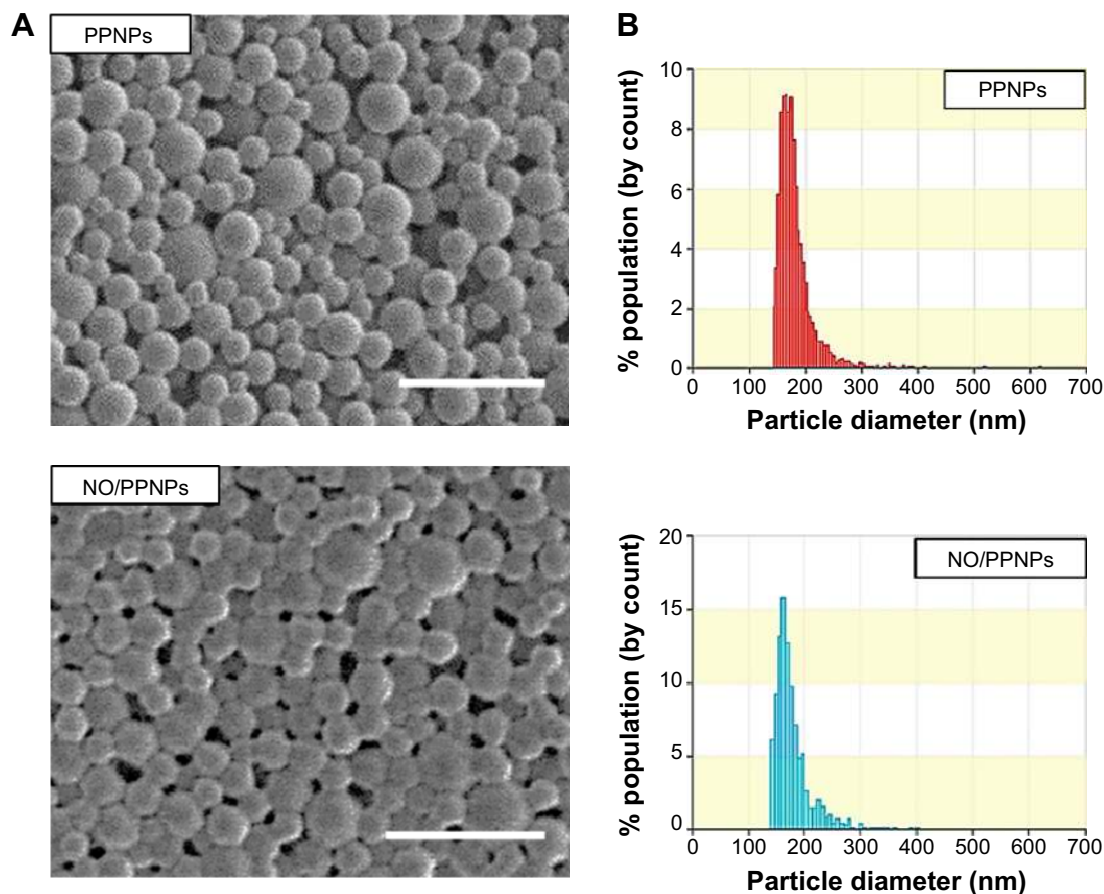 A
PPNPs
NO/PPNPs
B
% population (by count)
10
8
6
4
2
0
PPNPs
0 100 200 300 400 500 600 700
Particle diameter (nm)
% population (by count)
20
15
10
5
0
NO/PPNPs
0 100 200 300 400 500 600 700
Particle diameter (nm)